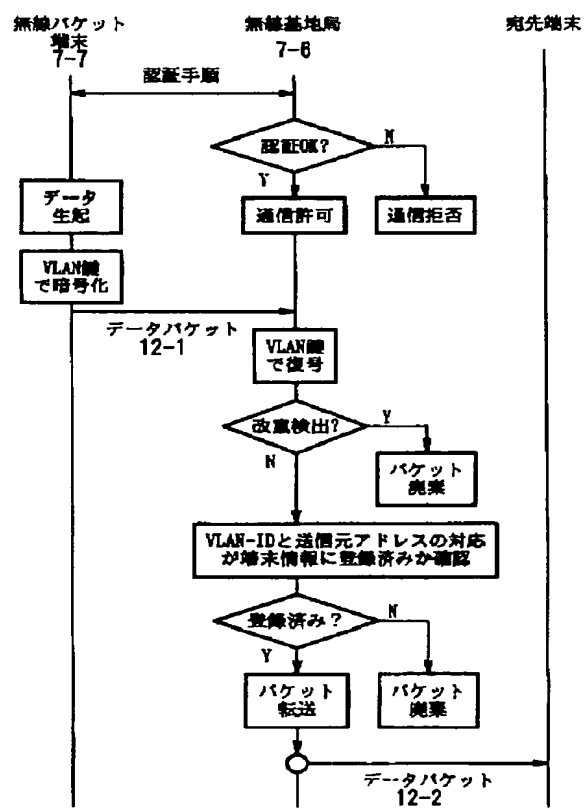 無線パケット
端末
7-7
無線基地局
7-6
宛先端末
認証手順
認証OK?
N
Y
データ
生起
通信許可
通信拒否
VLAN鍵
で暗号化
データパケット
12-1
VLAN鍵
で復号
改竄検出?
Y
N
パケット
廃棄
VLAN-IDと送信元アドレスの対応
が端末情報に登録済みか確認
登録済み?
N
Y
パケット
転送
パケット
廃棄
データパケット
12-2